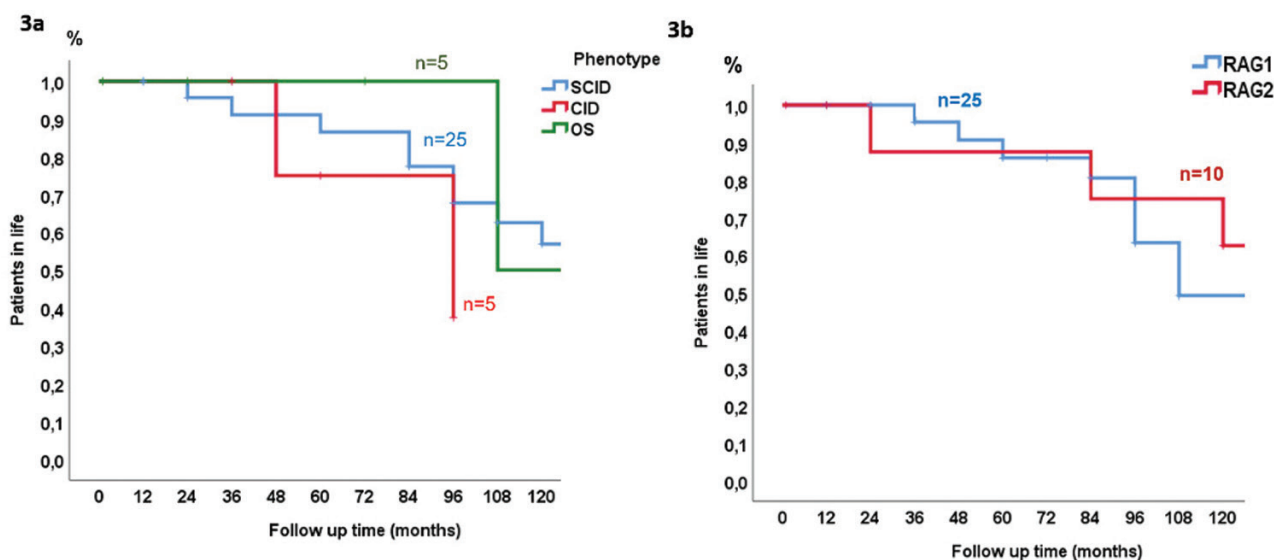 3a
%
n=5
Phenotype
SCID
CID
OS
n=25
n=5
Patients in life
1,0
0,9
0,8
0,7
0,6
0,5
0,4
0,3
0,2
0,1
0,0
0 12 24 36 48 60 72 84 96 108 120
Follow up time (months)
3b
%
RAG1
RAG2
n=25
n=10
Patients in life
1,0
0,9
0,8
0,7
0,6
0,5
0,4
0,3
0,2
0,1
0,0
0 12 24 36 48 60 72 84 96 108 120
Follow up time (months)